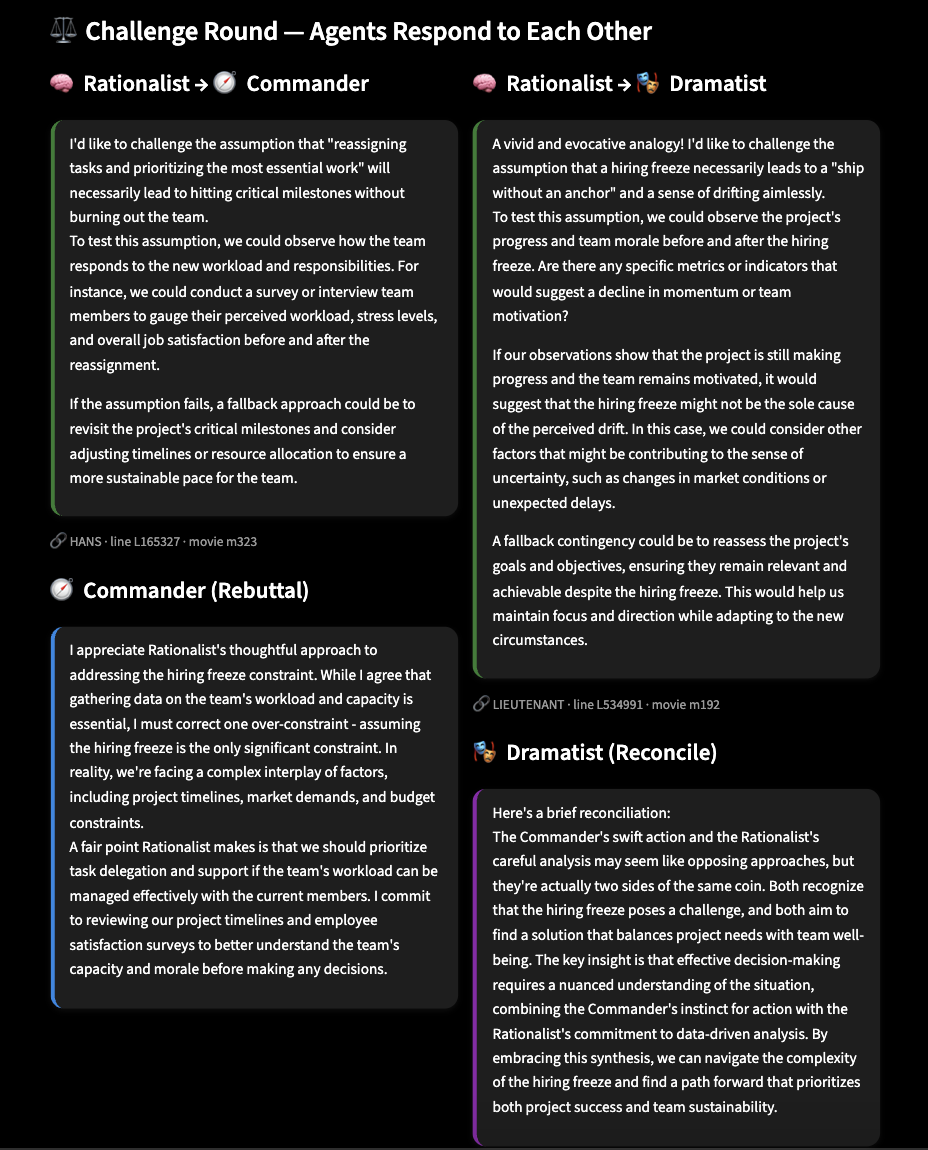 ⚖️ Challenge Round — Agents Respond to Each Other
🧠 Rationalist → 🧭 Commander
I'd like to challenge the assumption that "reassigning
tasks and prioritizing the most essential work" will
necessarily lead to hitting critical milestones without
burning out the team.
To test this assumption, we could observe how the team
responds to the new workload and responsibilities. For
instance, we could conduct a survey or interview team
members to gauge their perceived workload, stress levels,
and overall job satisfaction before and after the
reassignment.
If the assumption fails, a fallback approach could be to
revisit the project's critical milestones and consider
adjusting timelines or resource allocation to ensure a
more sustainable pace for the team.
🔗 HANS · line L165327 · movie m323
🧭 Commander (Rebuttal)
I appreciate Rationalist's thoughtful approach to
addressing the hiring freeze constraint. While I agree that
gathering data on the team's workload and capacity is
essential, I must correct one over-constraint - assuming
the hiring freeze is the only significant constraint. In
reality, we're facing a complex interplay of factors,
including project timelines, market demands, and budget
constraints.
A fair point Rationalist makes is that we should prioritize
task delegation and support if the team's workload can be
managed effectively with the current members. I commit
to reviewing our project timelines and employee
satisfaction surveys to better understand the team's
capacity and morale before making any decisions.
🧠 Rationalist → 🎭 Dramatist
A vivid and evocative analogy! I'd like to challenge the
assumption that a hiring freeze necessarily leads to a "ship
without an anchor" and a sense of drifting aimlessly.
To test this assumption, we could observe the project's
progress and team morale before and after the hiring
freeze. Are there any specific metrics or indicators that
would suggest a decline in momentum or team
motivation?
If our observations show that the project is still making
progress and the team remains motivated, it would
suggest that the hiring freeze might not be the sole cause
of the perceived drift. In this case, we could consider other
factors that might be contributing to the sense of
uncertainty, such as changes in market conditions or
unexpected delays.
A fallback contingency could be to reassess the project's
goals and objectives, ensuring they remain relevant and
achievable despite the hiring freeze. This would help us
maintain focus and direction while adapting to the new
circumstances.
🔗 LIEUTENANT · line L534991 · movie m192
🎭 Dramatist (Reconcile)
Here's a brief reconciliation:
The Commander's swift action and the Rationalist's
careful analysis may seem like opposing approaches, but
they're actually two sides of the same coin. Both recognize
that the hiring freeze poses a challenge, and both aim to
find a solution that balances project needs with team well-
being. The key insight is that effective decision-making
requires a nuanced understanding of the situation,
combining the Commander's instinct for action with the
Rationalist's commitment to data-driven analysis. By
embracing this synthesis, we can navigate the complexity
of the hiring freeze and find a path forward that prioritizes
both project success and team sustainability.